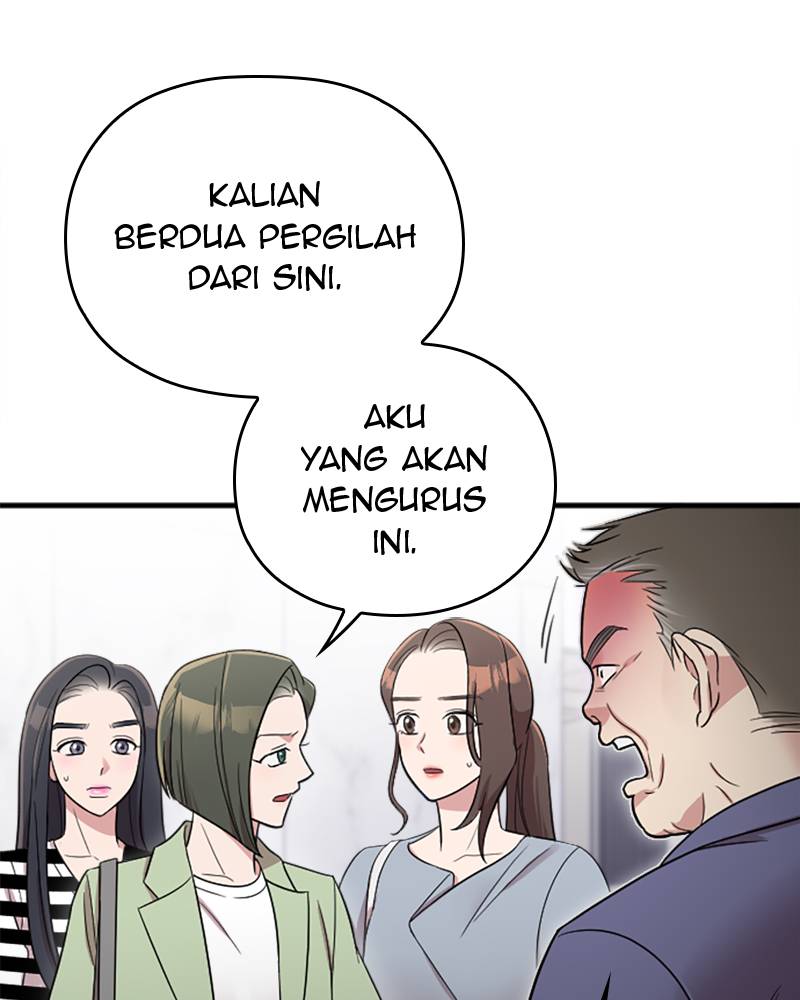 KALIAN
BERDUA PERGILAH
DARI SINI.
AKU
YANG AKAN
MENGURUS
INI.